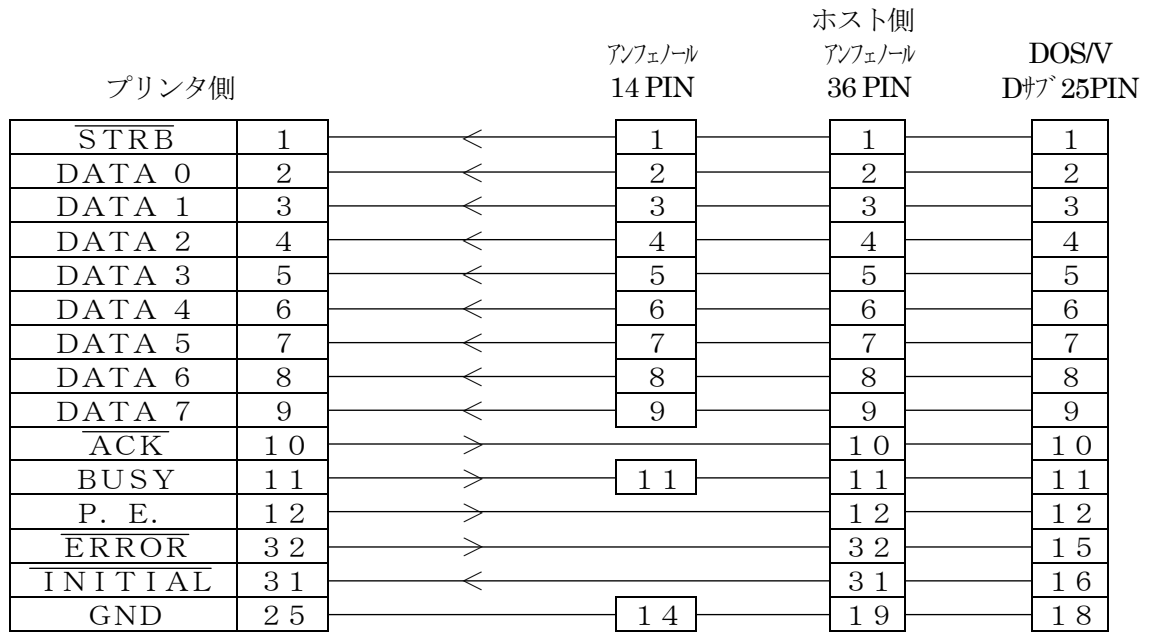 ホスト側
ｱﾝﾌｪﾉｰﾙ ｱﾝﾌｪﾉｰﾙ DOS/V
プリンタ側 14 PIN 36 PIN Dｻﾌﾞ 25PIN
STRB 1 1 1 1
DATA 0 2 2 2 2
DATA 1 3 3 3 3
DATA 2 4 4 4 4
DATA 3 5 5 5 5
DATA 4 6 6 6 6
DATA 5 7 7 7 7
DATA 6 8 8 8 8
DATA 7 9 9 9 9
ACK 10 10 10
BUSY 11 11 11 11
P. E. 12 12 12
ERROR 32 32 15
INITIAL 31 31 16
GND 25 14 19 18